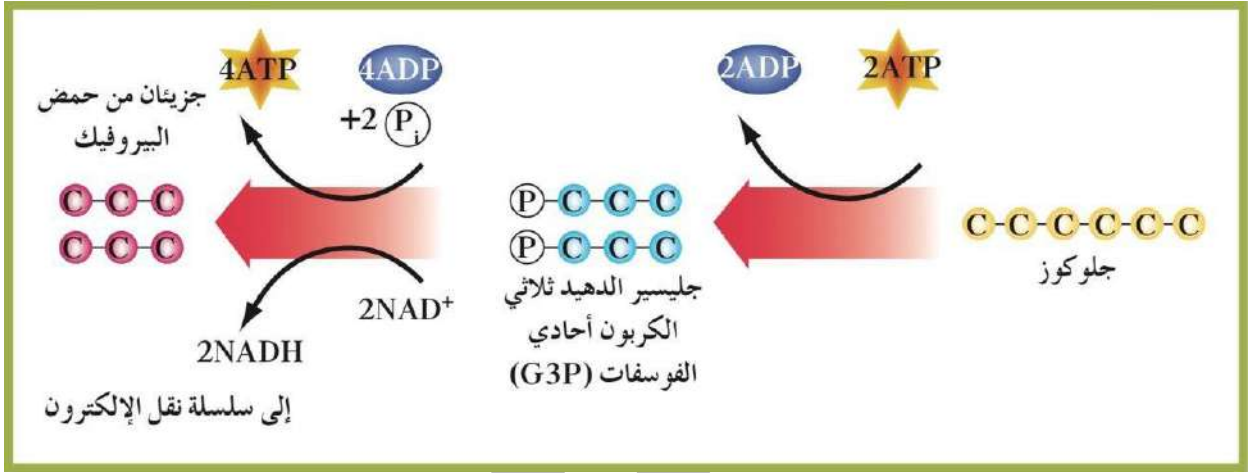 2ATP
2ADP
4ADP
+2 Pi
4ATP
جزيئان من حمض
البيروفيك
C-C-C-C-C-C
جلوكوز
P-C-C-C
P-C-C-C
جليسير الدهيد ثلاثي
الكربون أحادي
الفوسفات (G3P)
C-C-C
C-C-C
2NAD+
2NADH
إلى سلسلة نقل الإلكترون